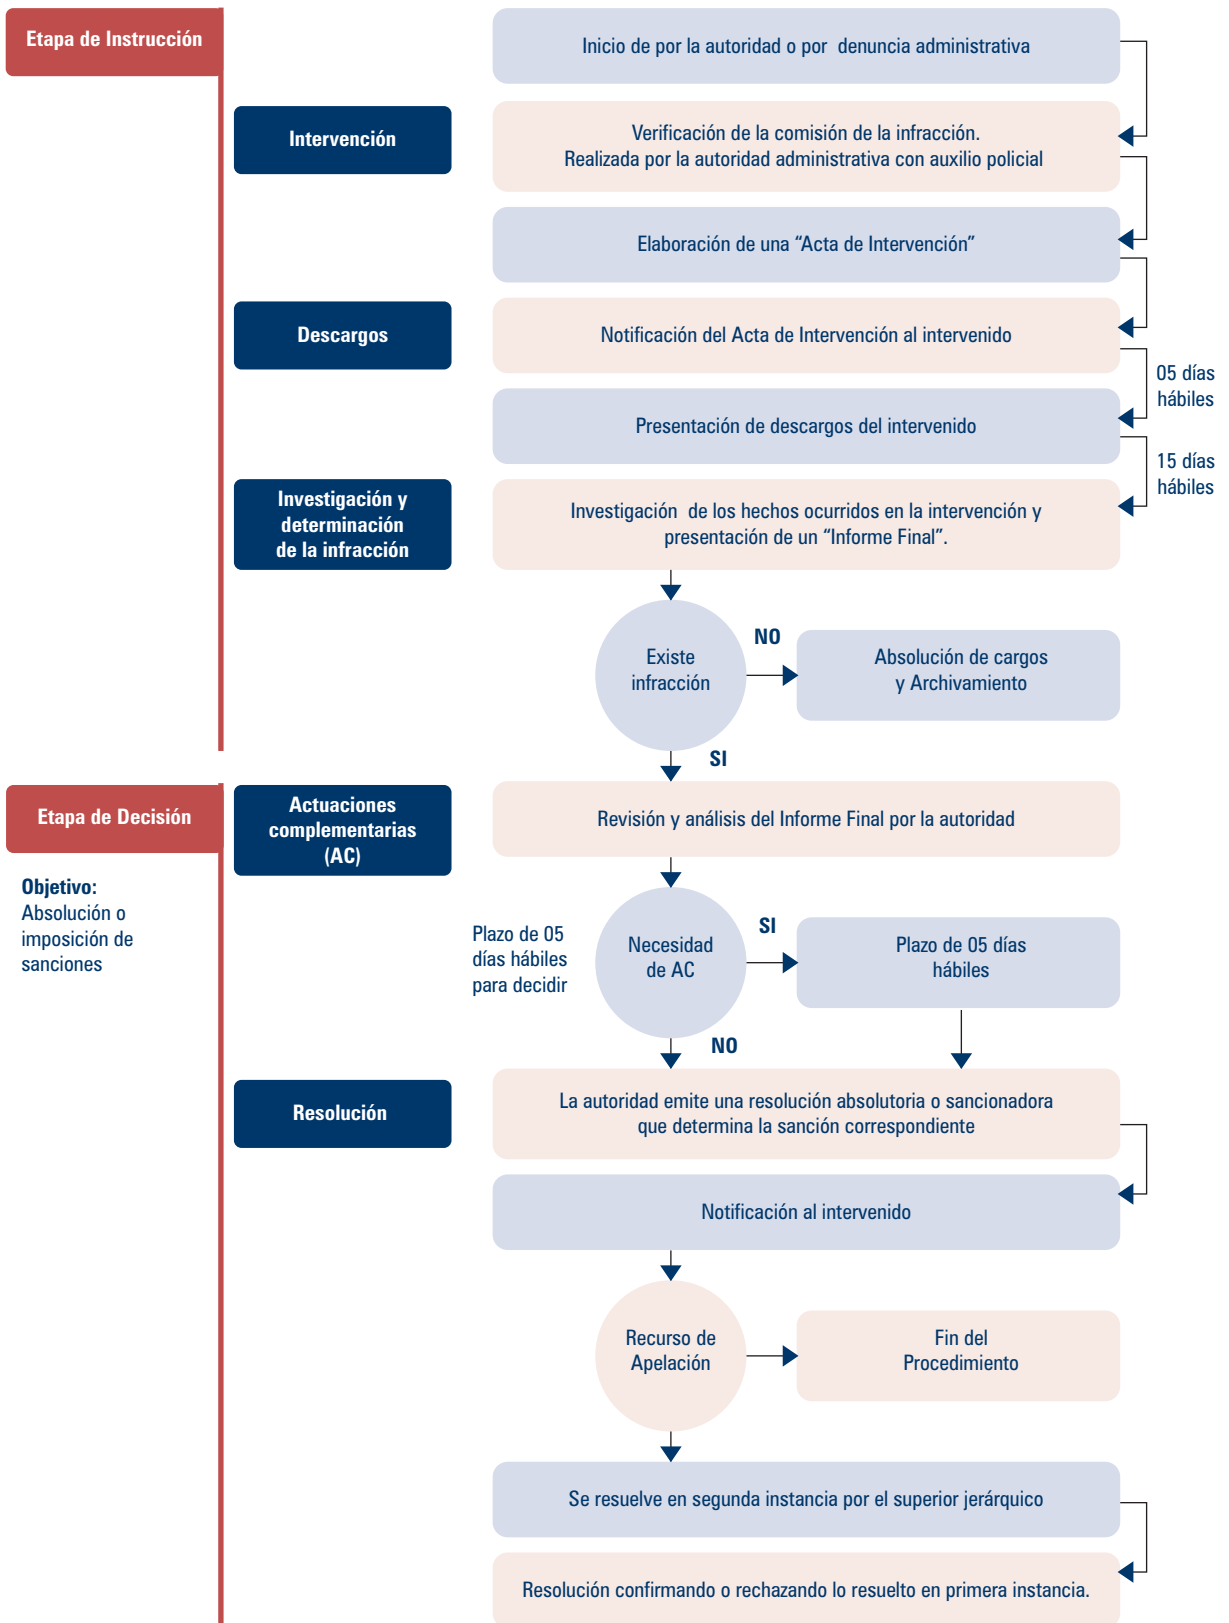 Etapa de Instrucción
Inicio de por la autoridad o por denuncia administrativa
Intervención
Verificación de la comisión de la infracción.
Realizada por la autoridad administrativa con auxilio policial
Elaboración de una “Acta de Intervención”
Descargos
Notificación del Acta de Intervención al intervenido
05 días
hábiles
Presentación de descargos del intervenido
15 días
hábiles
Investigación y
determinación
de la infracción
Investigación de los hechos ocurridos en la intervención y
presentación de un “Informe Final”.
Existe
infracción
NO
Absolución de cargos
y Archivamiento
SI
Etapa de Decisión
Objetivo:
Absolución o
imposición de
sanciones
Actuaciones
complementarias
(AC)
Revisión y análisis del Informe Final por la autoridad
Plazo de 05
días hábiles
para decidir
Necesidad
de AC
SI
Plazo de 05 días
hábiles
NO
Resolución
La autoridad emite una resolución absolutoria o sancionadora
que determina la sanción correspondiente
Notificación al intervenido
Recurso de
Apelación
Fin del
Procedimiento
Se resuelve en segunda instancia por el superior jerárquico
Resolución confirmando o rechazando lo resuelto en primera instancia.